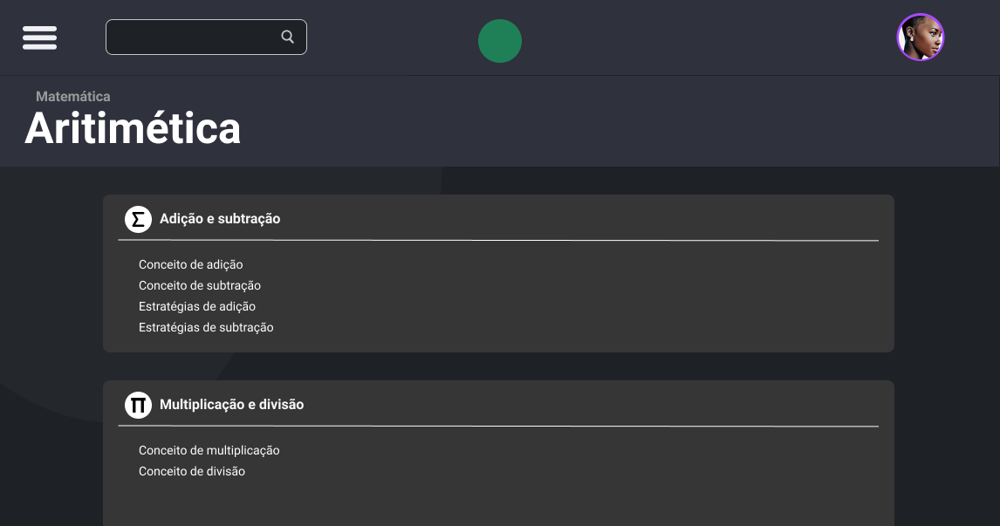 Matemática
Aritimética
Σ Adição e subtração
Conceito de adição
Conceito de subtração
Estratégias de adição
Estratégias de subtração
Π Multiplicação e divisão
Conceito de multiplicação
Conceito de divisão